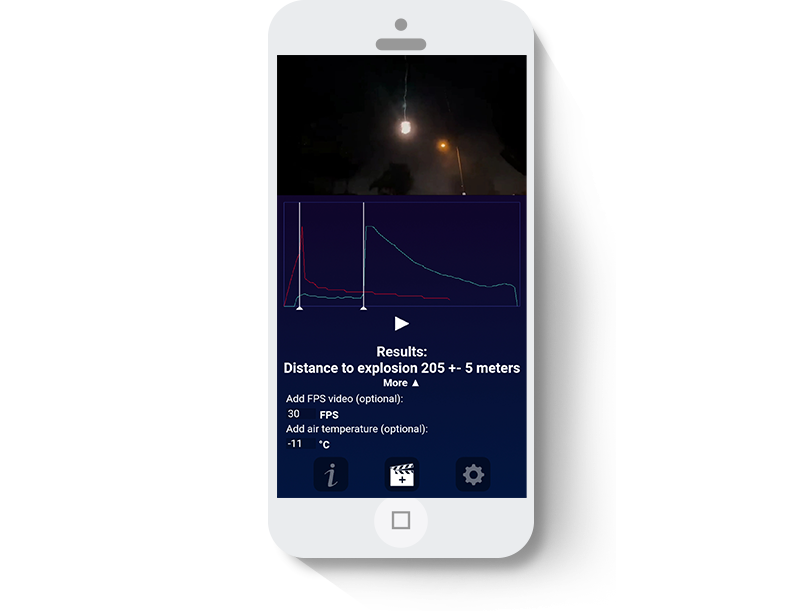 Results:
Distance to explosion 205 +- 5 meters
More ▲
Add FPS video (optional):
30 FPS
Add air temperature (optional):
-11 °C
i